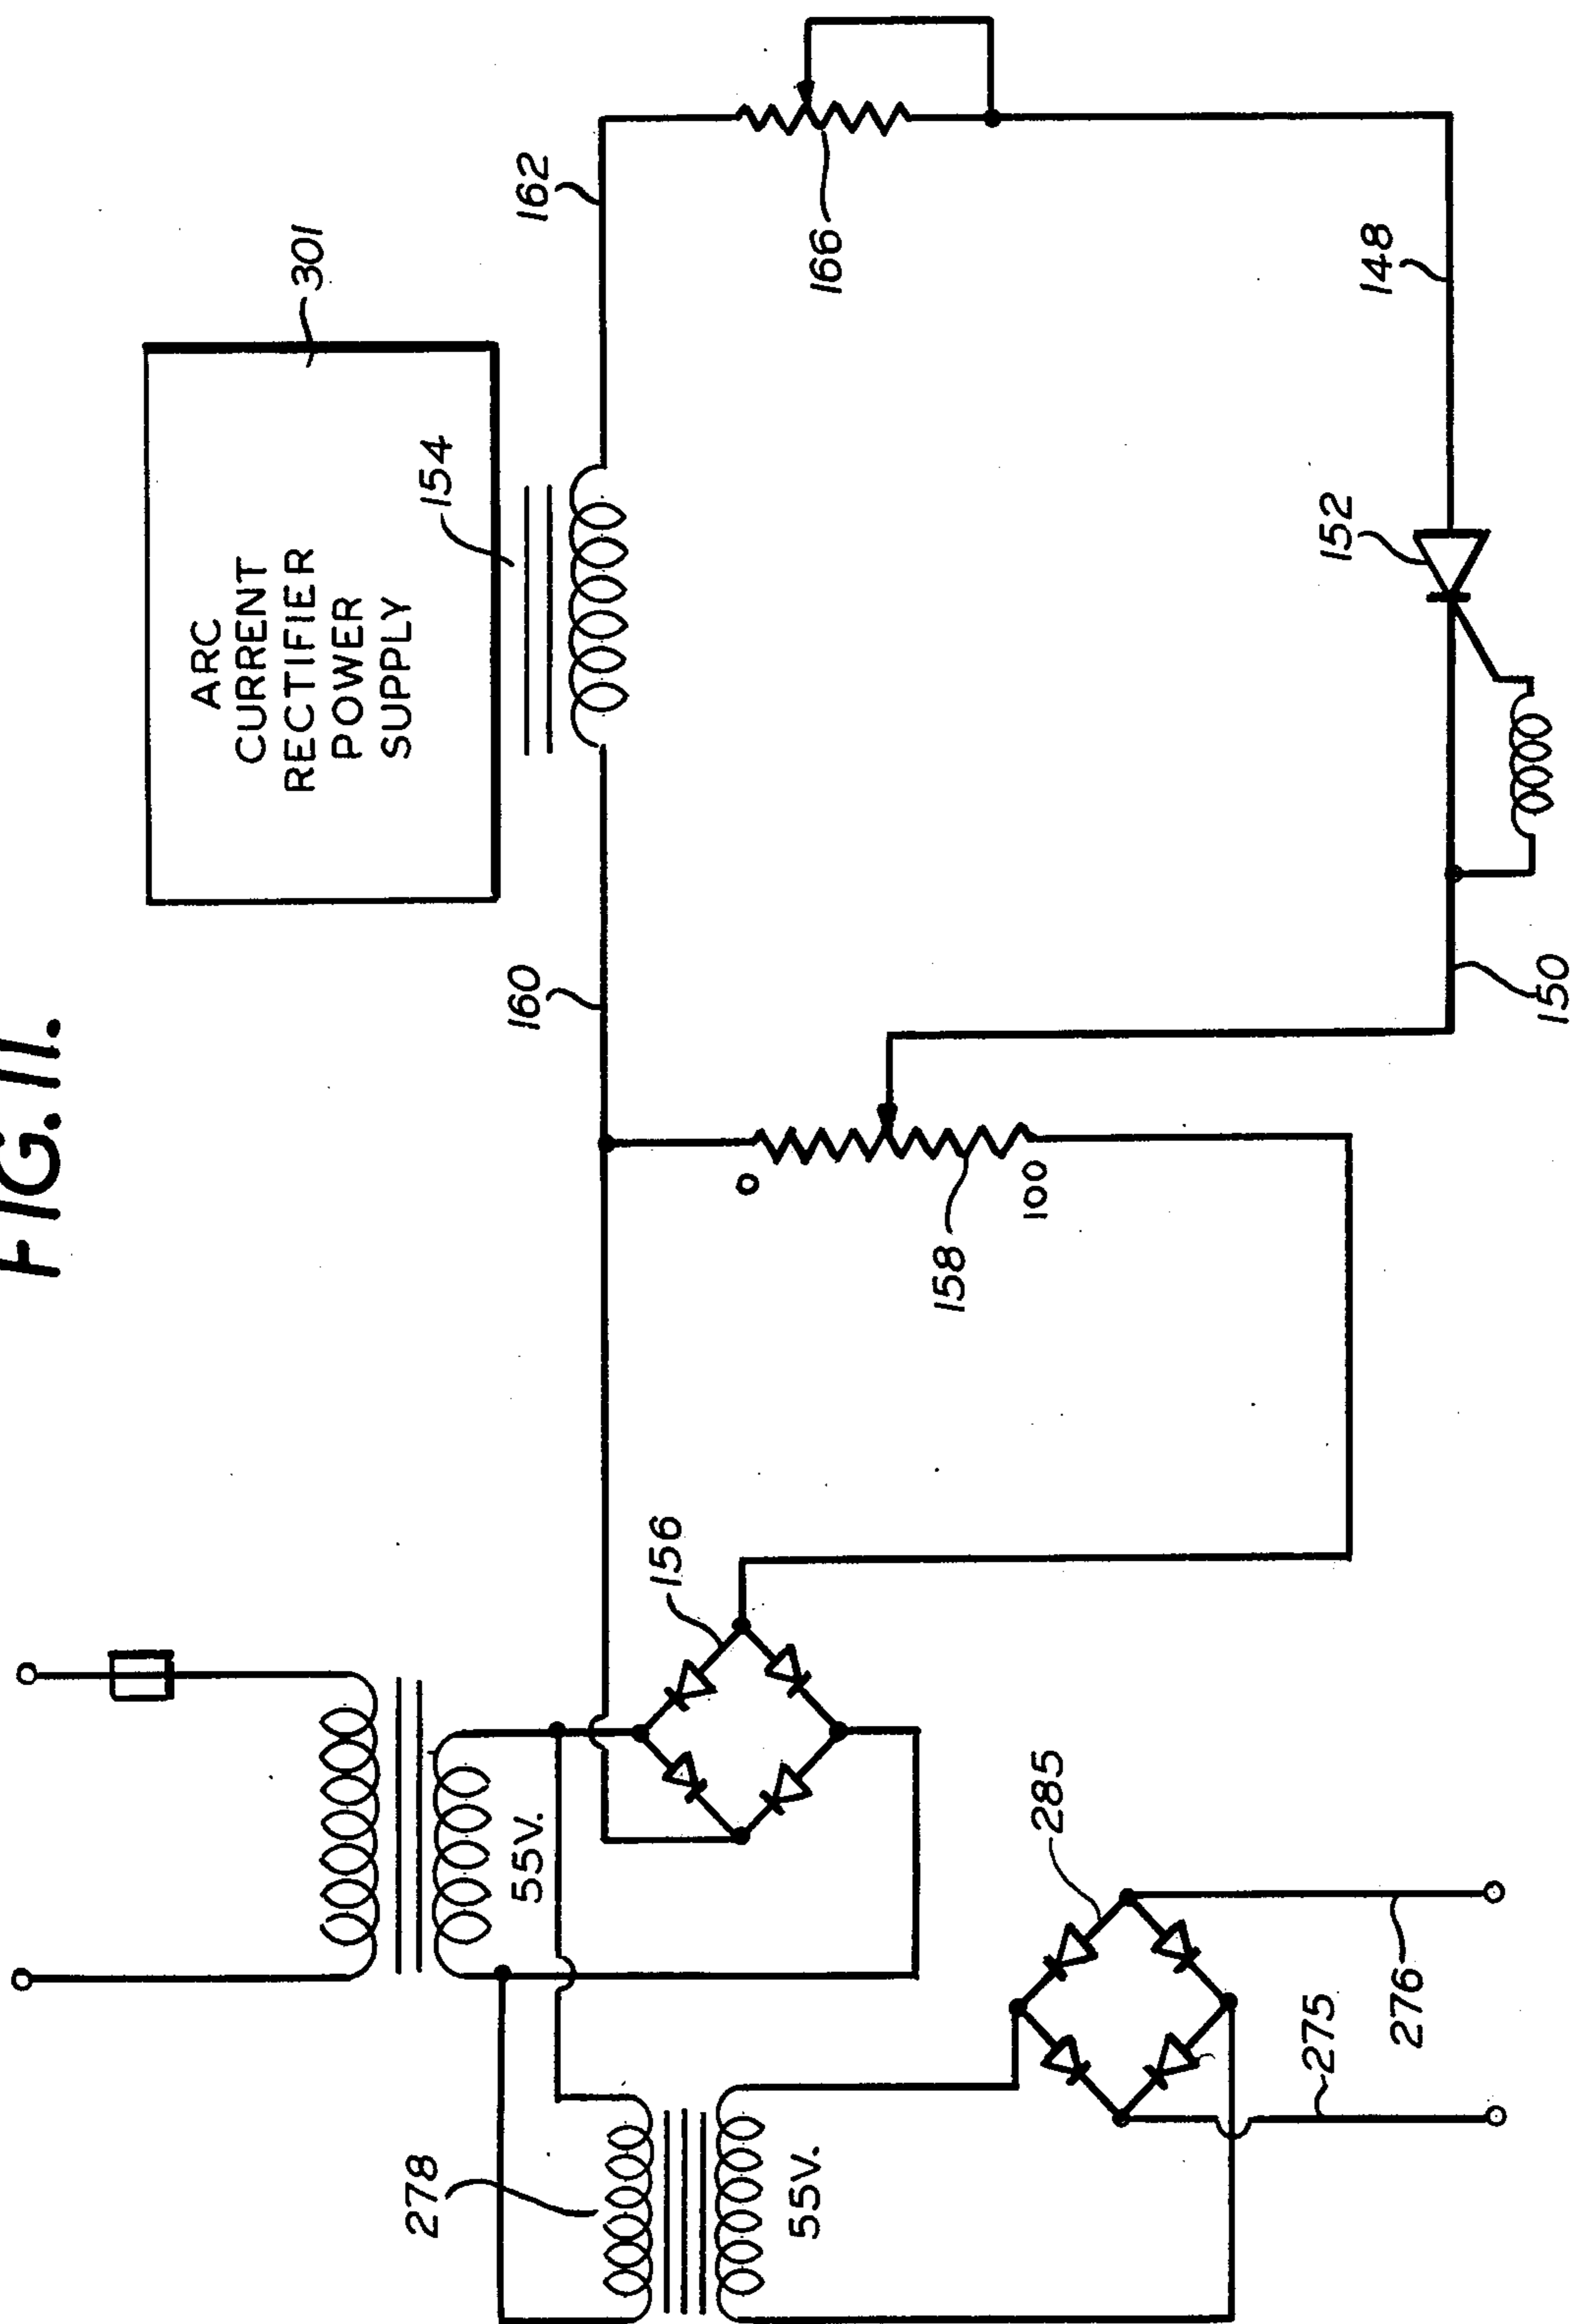 FIG. 11.
ARC
CURRENT
RECTIFIER
POWER
SUPPLY
301
154
162
160
166
148
152
150
0
158
100
156
55V.
278
55V.
285
275
276